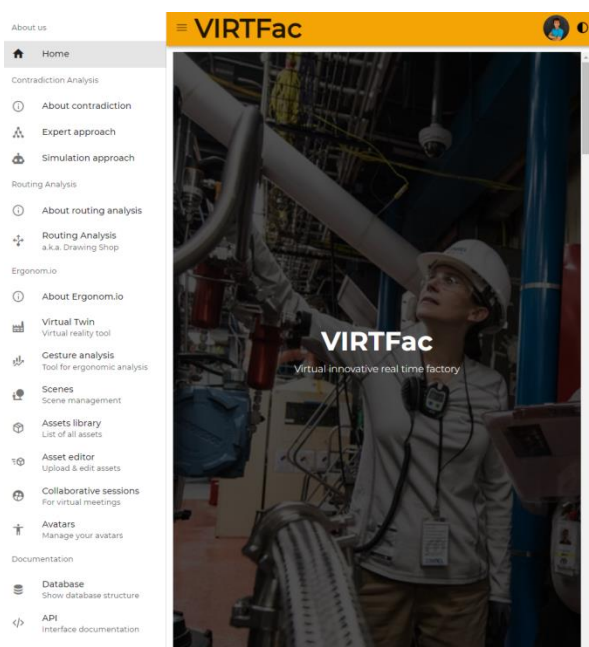 About us
Home
Contradiction Analysis
About contradiction
Expert approach
Simulation approach
Routing Analysis
About routing analysis
Routing Analysis
a.k.a. Drawing Shop
Ergonom.io
About Ergonom.io
Virtual Twin
Virtual reality tool
Gesture analysis
Tool for ergonomic analysis
Scenes
Scene management
Assets library
List of all assets
Asset editor
Upload & edit assets
Collaborative sessions
For virtual meetings
Avatars
Manage your avatars
Documentation
Database
Show database structure
API
Interface documentation
VIRTFac
VIRTFac
Virtual innovative real time factory